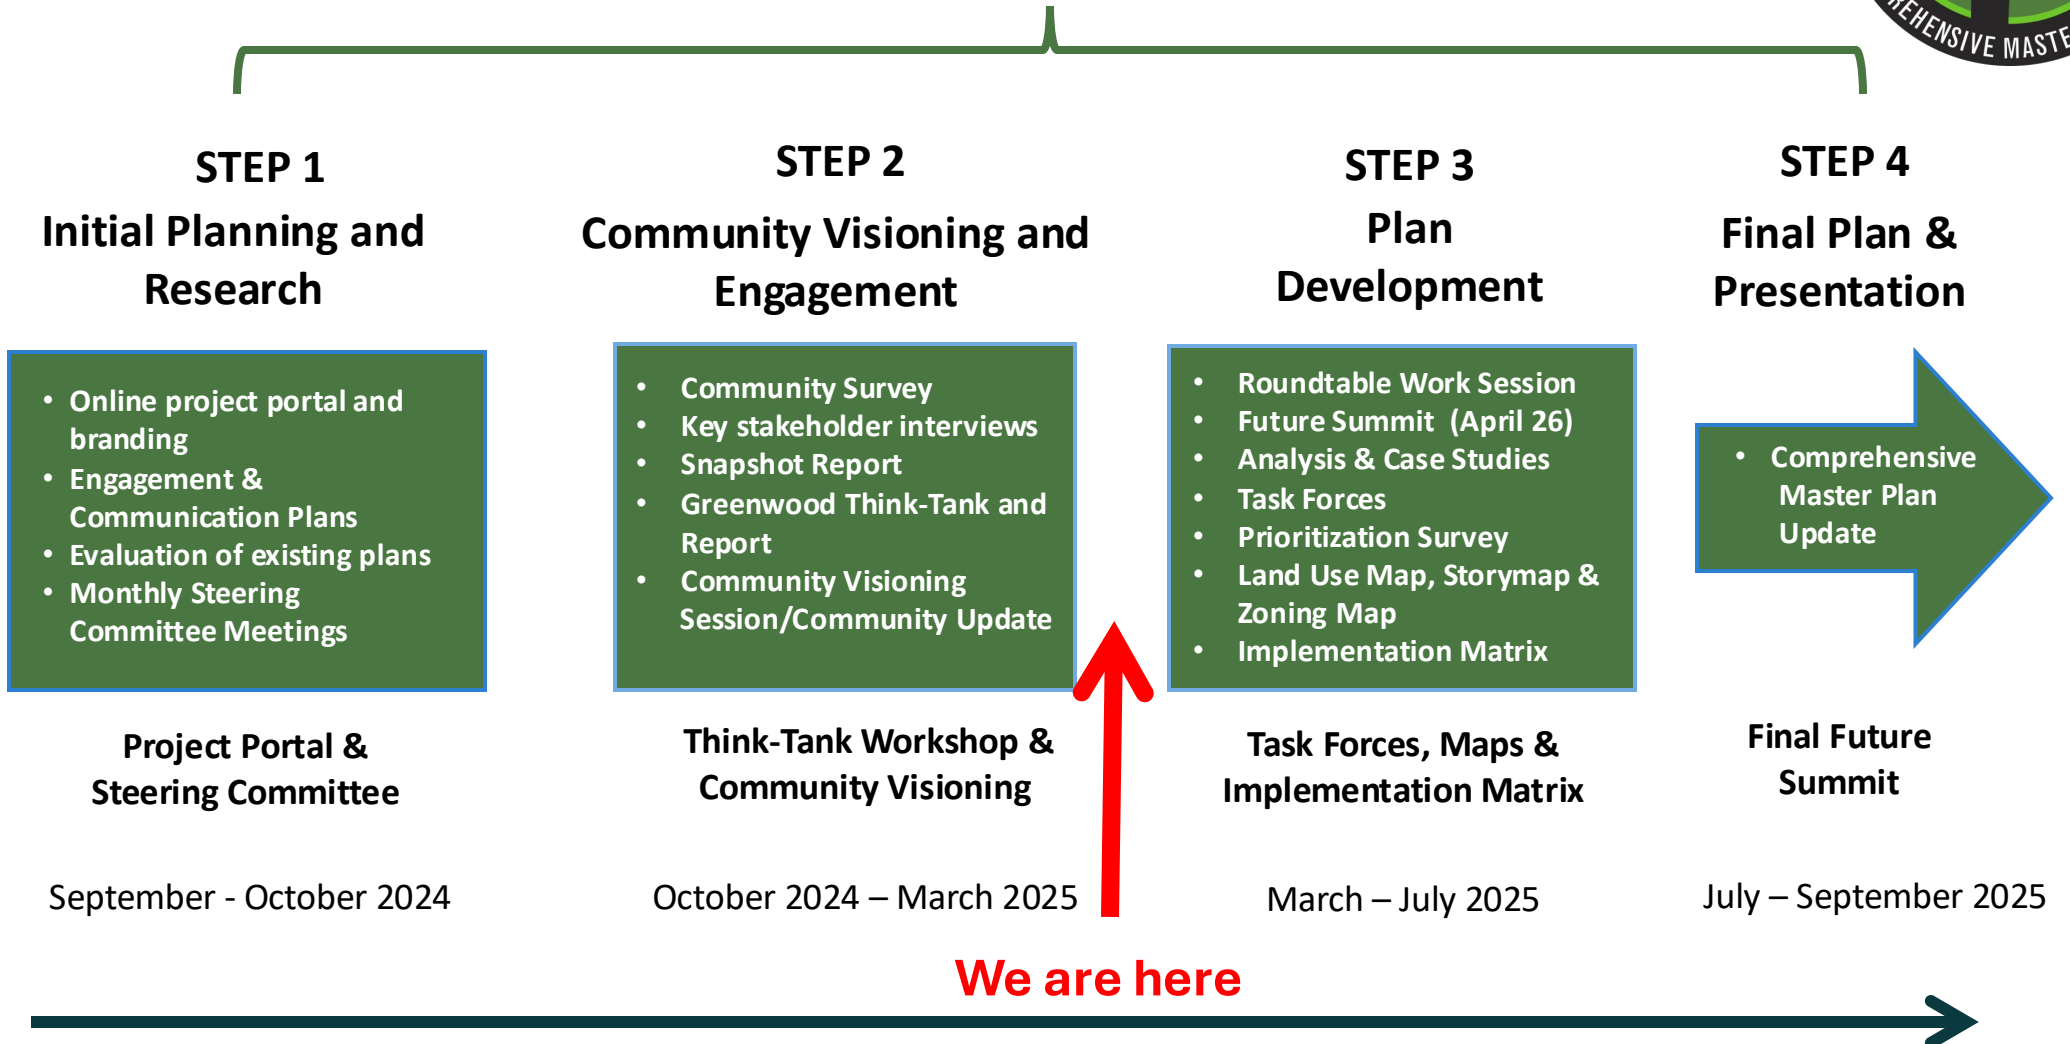 STEP 1
Initial Planning and
Research
• Online project portal and
branding
• Engagement &
Communication Plans
• Evaluation of existing plans
• Monthly Steering
Committee Meetings
Project Portal &
Steering Committee
September - October 2024
STEP 2
Community Visioning and
Engagement
• Community Survey
• Key stakeholder interviews
• Snapshot Report
• Greenwood Think-Tank and
Report
• Community Visioning
Session/Community Update
Think-Tank Workshop &
Community Visioning
October 2024 – March 2025
We are here
STEP 3
Plan
Development
• Roundtable Work Session
• Future Summit (April 26)
• Analysis & Case Studies
• Task Forces
• Prioritization Survey
• Land Use Map, Storymap &
Zoning Map
• Implementation Matrix
Task Forces, Maps &
Implementation Matrix
March – July 2025
STEP 4
Final Plan &
Presentation
• Comprehensive
Master Plan
Update
Final Future
Summit
July – September 2025